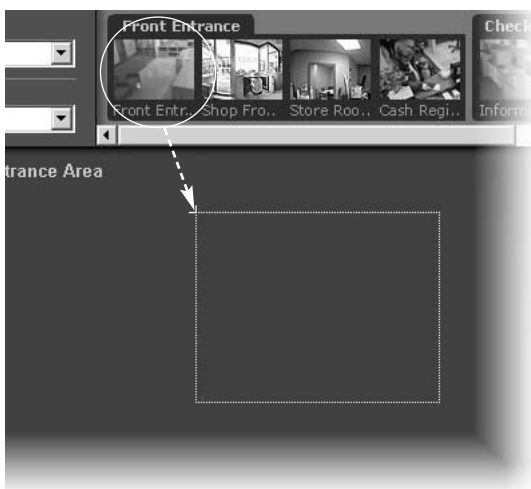 Front Entrance
Check
Front Entr.. Shop Fro.. Store Roo.. Cash Regi.. Inform
trance Area